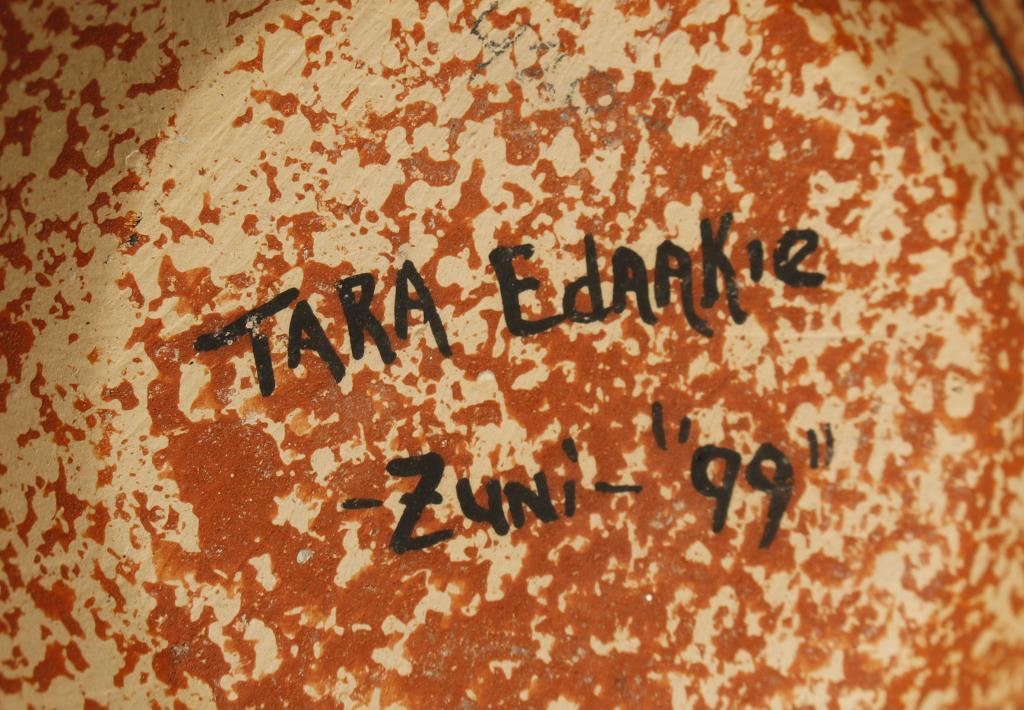 TARA EdaAKie
-Zuni- "99"